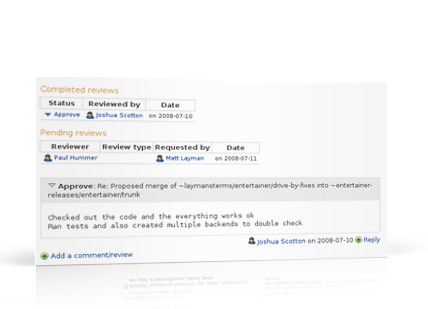 Completed reviews
Status Reviewed by Date
Approve Joshua Scotton on 2008-07-10
Pending reviews
Reviewer Review type Requested by Date
Paul Hummer Matt Layman on 2008-07-11
Approve: Re: Proposed merge of ~laymansterms/entertainer/drive-by-fixes into ~entertainer-
releases/entertainer/trunk
Checked out the code and the everything works ok
Ran tests and also created multiple backends to double check
Joshua Scotton on 2008-07-10 Reply
Add a comment/review